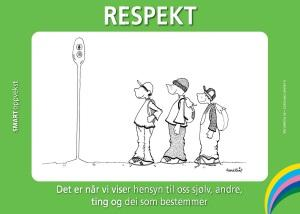 RESPEKT
SMART oppvekst
Det er når vi viser hensyn til oss sjølv, andre,
ting og dei som bestemmer